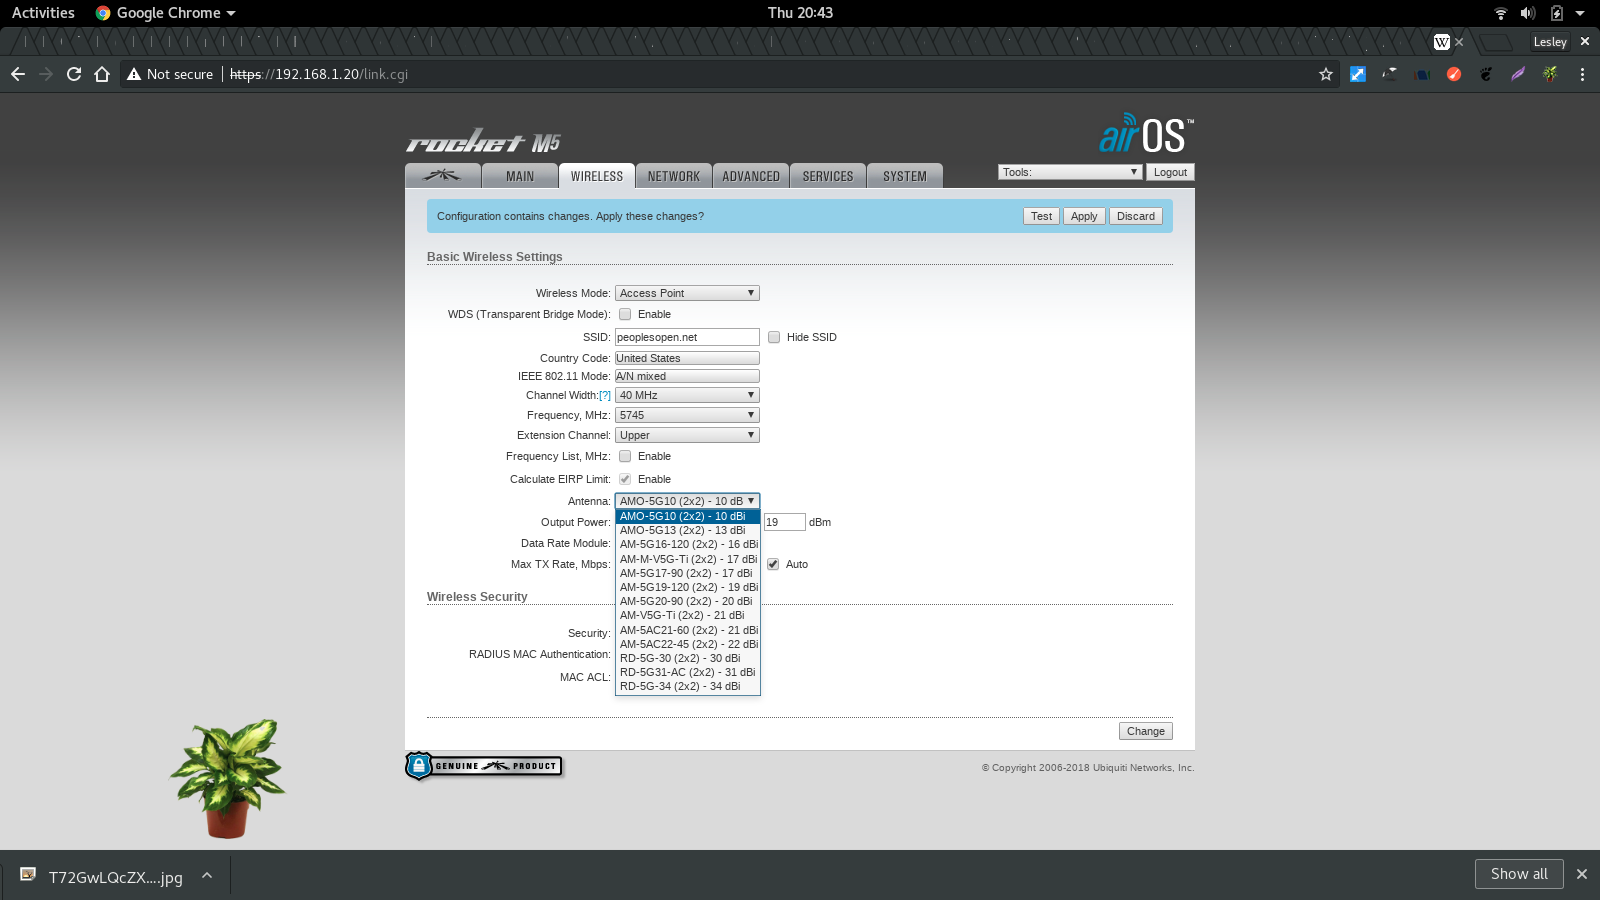 Activities Google Chrome Thu 20:43
W Lesley
Not secure https://192.168.1.20/link.cgi
rocket M5 airOS™
MAIN WIRELESS NETWORK ADVANCED SERVICES SYSTEM Tools: Logout
Configuration contains changes. Apply these changes? Test Apply Discard
Basic Wireless Settings
Wireless Mode: Access Point
WDS (Transparent Bridge Mode): Enable
SSID: peoplesopen.net Hide SSID
Country Code: United States
IEEE 802.11 Mode: A/N mixed
Channel Width:[?] 40 MHz
Frequency, MHz: 5745
Extension Channel: Upper
Frequency List, MHz: Enable
Calculate EIRP Limit: Enable
Antenna: AMO-5G10 (2x2) - 10 dB
AMO-5G10 (2x2) - 10 dBi
Output Power: 19 dBm
AMO-5G13 (2x2) - 13 dBi
Data Rate Module: AM-5G16-120 (2x2) - 16 dBi
AM-M-V5G-Ti (2x2) - 17 dBi
Max TX Rate, Mbps: Auto
AM-5G17-90 (2x2) - 17 dBi
AM-5G19-120 (2x2) - 19 dBi
Wireless Security
AM-5G20-90 (2x2) - 20 dBi
AM-V5G-Ti (2x2) - 21 dBi
Security: AM-5AC21-60 (2x2) - 21 dBi
AM-5AC22-45 (2x2) - 22 dBi
RADIUS MAC Authentication: RD-5G-30 (2x2) - 30 dBi
MAC ACL: RD-5G31-AC (2x2) - 31 dBi
RD-5G-34 (2x2) - 34 dBi
Change
GENUINE PRODUCT © Copyright 2006-2018 Ubiquiti Networks, Inc.
T72GwLQcZX....jpg Show all